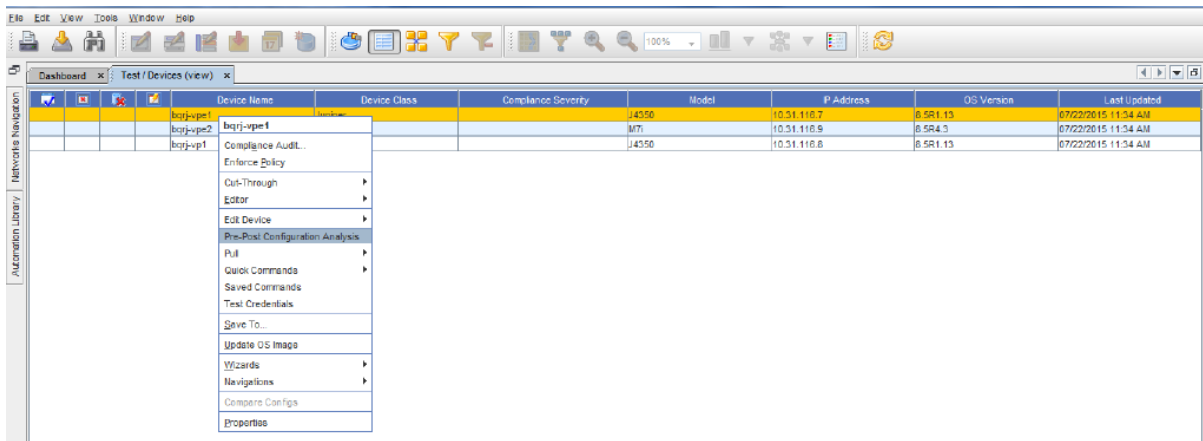 File Edit View Tools Window Help
100%
Dashboard x Test / Devices (view) x
Networks Navigation
Automation Library
Device Name Device Class Compliance Severity Model IP Address OS Version Last Updated
bqrj-vpe1 Juniper J4350 10.31.116.7 8.5R1.13 07/22/2015 11:34 AM
bqrj-vpe2 M7i 10.31.116.9 8.5R4.3 07/22/2015 11:34 AM
bqrj-vp1 J4350 10.31.116.8 8.5R1.13 07/22/2015 11:34 AM
bqrj-vpe1
Compliance Audit...
Enforce Policy
Cut-Through
Editor
Edit Device
Pre-Post Configuration Analysis
Pull
Quick Commands
Saved Commands
Test Credentials
Save To...
Update OS Image
Wizards
Navigations
Compare Configs
Properties